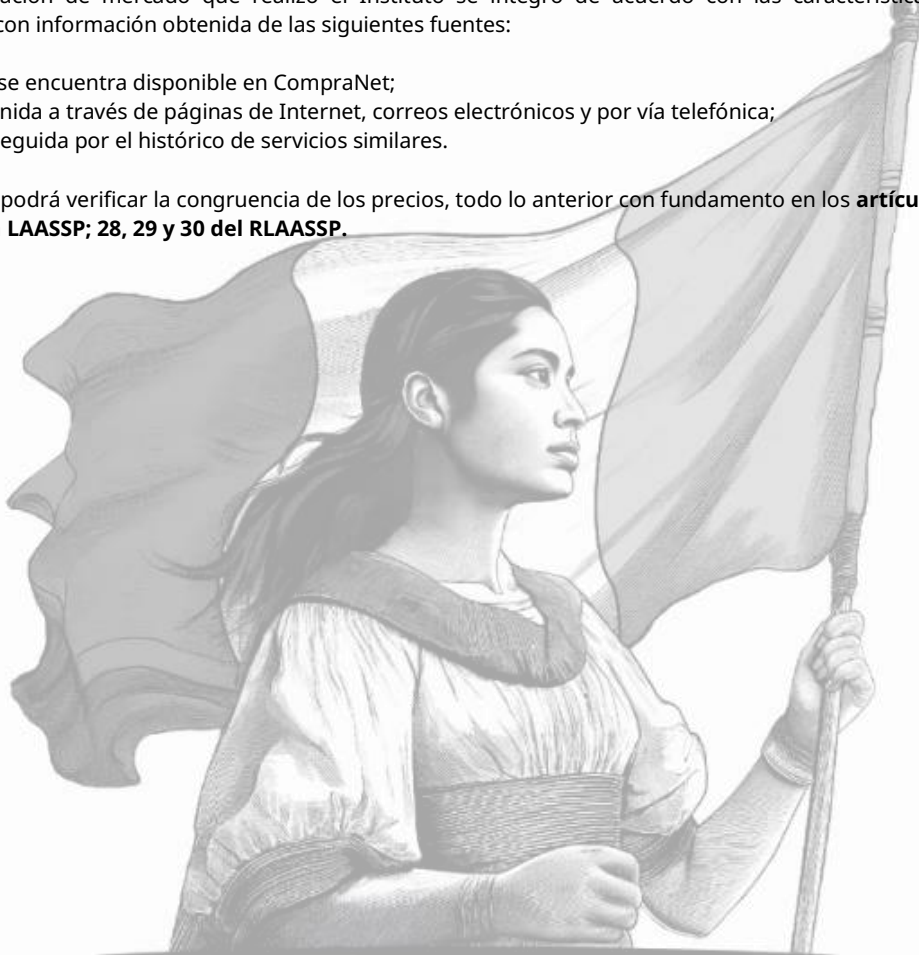 de mercado que realizó el Instituto se integró de acuerdo con las
con información obtenida de las siguientes fuentes:
se encuentra disponible en CompraNet;
nida a través de páginas de Internet, correos electrónicos y por vía telefónica;
eguida por el histórico de servicios similares.
podrá verificar la congruencia de los precios, todo lo anterior con fundamento en los artícu
LAASSP; 28, 29 y 30 del RLAASSP.